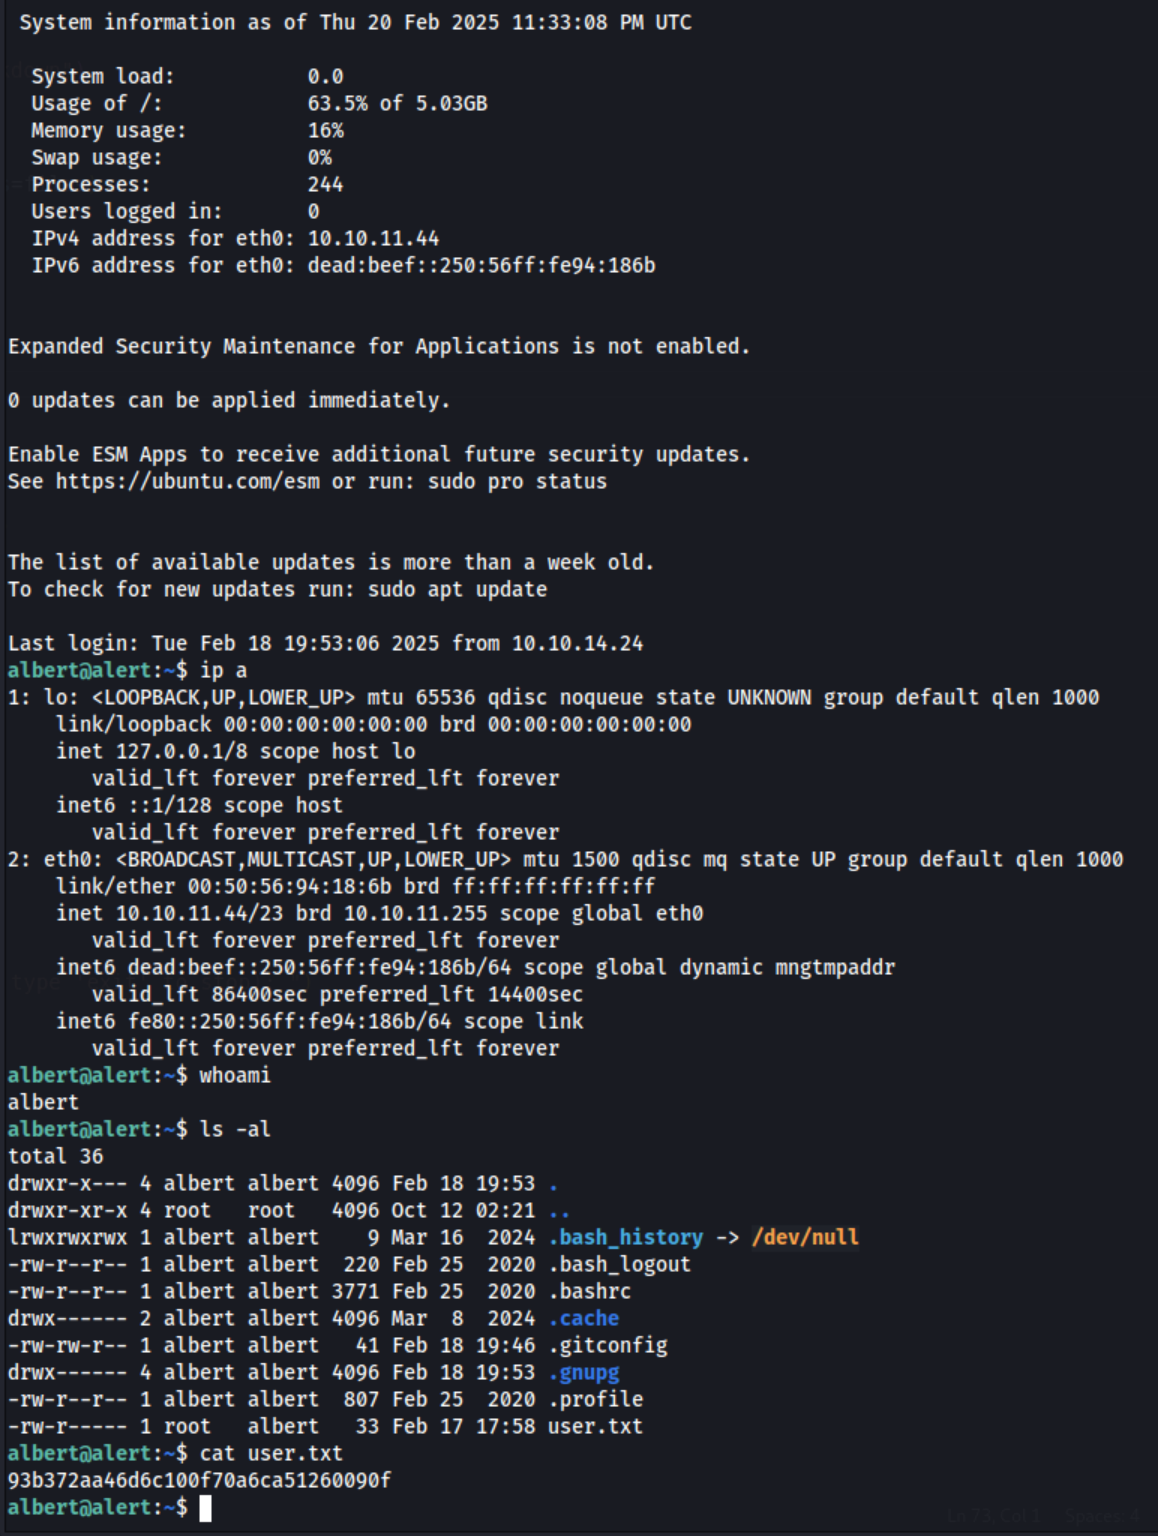 System information as of Thu 20 Feb 2025 11:33:08 PM UTC
System load: 0.0
Usage of /: 63.5% of 5.03GB
Memory usage: 16%
Swap usage: 0%
Processes: 244
Users logged in: 0
IPv4 address for eth0: 10.10.11.44
IPv6 address for eth0: dead:beef::250:56ff:fe94:186b
Expanded Security Maintenance for Applications is not enabled.
0 updates can be applied immediately.
Enable ESM Apps to receive additional future security updates.
See https://ubuntu.com/esm or run: sudo pro status
The list of available updates is more than a week old.
To check for new updates run: sudo apt update
Last login: Tue Feb 18 19:53:06 2025 from 10.10.14.24
albert@alert:~$ ip a
1: lo: <LOOPBACK,UP,LOWER_UP> mtu 65536 qdisc noqueue state UNKNOWN group default qlen 1000
    link/loopback 00:00:00:00:00:00 brd 00:00:00:00:00:00
    inet 127.0.0.1/8 scope host lo
       valid_lft forever preferred_lft forever
    inet6 ::1/128 scope host
       valid_lft forever preferred_lft forever
2: eth0: <BROADCAST,MULTICAST,UP,LOWER_UP> mtu 1500 qdisc mq state UP group default qlen 1000
    link/ether 00:50:56:94:18:6b brd ff:ff:ff:ff:ff:ff
    inet 10.10.11.44/23 brd 10.10.11.255 scope global eth0
       valid_lft forever preferred_lft forever
    inet6 dead:beef::250:56ff:fe94:186b/64 scope global dynamic mngtmpaddr
       valid_lft 86400sec preferred_lft 14400sec
    inet6 fe80::250:56ff:fe94:186b/64 scope link
       valid_lft forever preferred_lft forever
albert@alert:~$ whoami
albert
albert@alert:~$ ls -al
total 36
drwxr-x--- 4 albert albert 4096 Feb 18 19:53 .
drwxr-xr-x 4 root   root   4096 Oct 12 02:21 ..
lrwxrwxrwx 1 albert albert    9 Mar 16  2024 .bash_history -> /dev/null
-rw-r--r-- 1 albert albert  220 Feb 25  2020 .bash_logout
-rw-r--r-- 1 albert albert 3771 Feb 25  2020 .bashrc
drwx------ 2 albert albert 4096 Mar  8  2024 .cache
-rw-rw-r-- 1 albert albert   41 Feb 18 19:46 .gitconfig
drwx------ 4 albert albert 4096 Feb 18 19:53 .gnupg
-rw-r--r-- 1 albert albert  807 Feb 25  2020 .profile
-rw-r----- 1 root   albert   33 Feb 17 17:58 user.txt
albert@alert:~$ cat user.txt
93b372aa46d6c100f70a6ca51260090f
albert@alert:~$